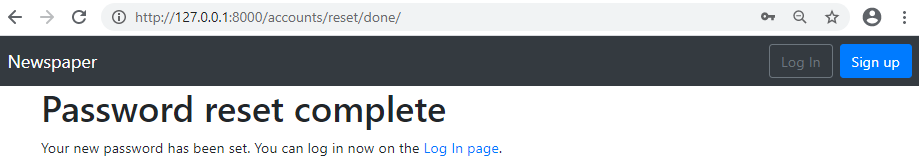 http://127.0.0.1:8000/accounts/reset/done/
Newspaper Log In Sign up
Password reset complete
Your new password has been set. You can log in now on the Log In page.